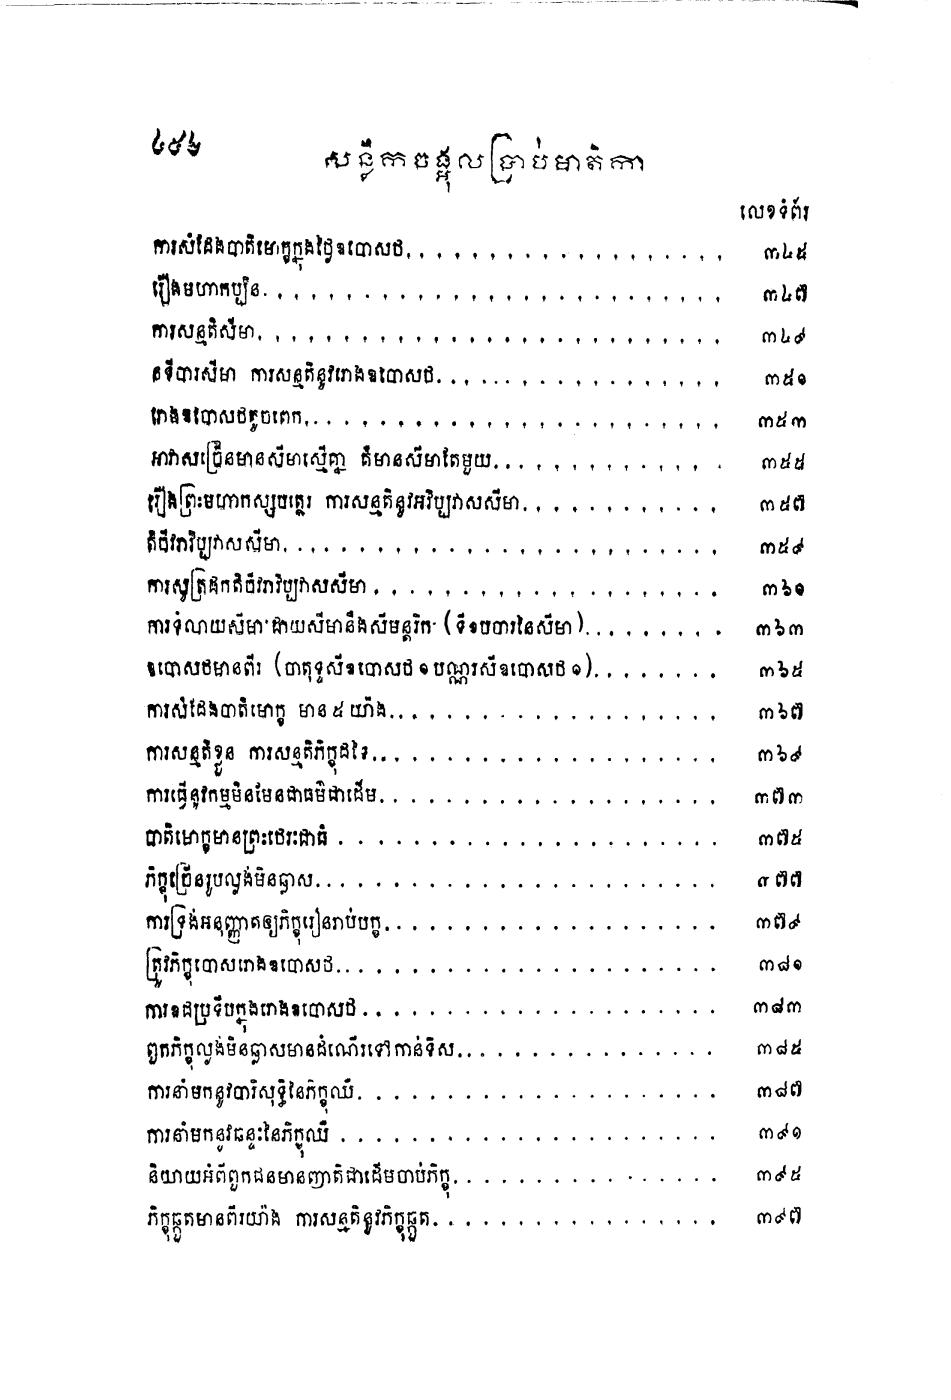 ៤៥៤ សន្លឹកចង្អុលប្រាប់មាតិកា
លេខទំព័រ
ការសំដែងបាតិមោក្ខក្នុងថ្ងៃឧបោសថ. . . . . . . . . . . . . . . . . ៣៤៥
រឿងមហាកប្បិន. . . . . . . . . . . . . . . . . . . . . . . ៣៤៧
ការសន្មតិសីមា. . . . . . . . . . . . . . . . . . . . . . . ៣៤៩
នទីបារសីមា ការសន្មតិនូវរោងឧបោសថ. . . . . . . . . . . . . . . ៣៥១
រោងឧបោសថតូចពេក. . . . . . . . . . . . . . . . . . . . . ៣៥៣
អាវាសច្រើនមានសីមាស្មើគ្នា គឺមានសីមាតែមួយ. . . . . . . . . . . ៣៥៥
រឿងព្រះមហាកស្សបត្ថេរ ការសន្មតិនូវអវិប្បវាសសីមា. . . . . . . . . . ៣៥៧
តិចីវរាវិប្បវាសសីមា. . . . . . . . . . . . . . . . . . . . . . ៣៥៩
ការសូត្រដកតិចីវរាវិប្បវាសសីមា . . . . . . . . . . . . . . . . . . ៣៦១
ការទំលាយសីមា ដោយសីមានឹងសីមន្តរិក (ទីឧបចារនៃសីមា). . . . . . . ៣៦៣
ឧបោសថមានពីរ (ចាតុទ្ទសីឧបោសថ ១ បណ្ណរសីឧបោសថ ១). . . . . . . ៣៦៥
ការសំដែងបាតិមោក្ខ មាន ៥ យ៉ាង. . . . . . . . . . . . . . . . . ៣៦៧
ការសន្មតិខ្លួន ការសន្មតិភិក្ខុដទៃ. . . . . . . . . . . . . . . . . . ៣៦៩
ការធ្វើនូវកម្មមិនមែនជាធម៌ជាដើម. . . . . . . . . . . . . . . . . . ៣៧៣
បាតិមោក្ខមានព្រះថេរៈជាធំ . . . . . . . . . . . . . . . . . . . ៣៧៥
ភិក្ខុច្រើនរូបល្ងង់មិនឆ្លាស. . . . . . . . . . . . . . . . . . . . ៣៧៧
ការទ្រង់អនុញ្ញាតឲ្យភិក្ខុរៀនរាប់បក្ខ. . . . . . . . . . . . . . . . . ៣៧៩
ត្រូវភិក្ខុបោសរោងឧបោសថ. . . . . . . . . . . . . . . . . . . ៣៨១
ការឧដប្រទីបក្នុងរោងឧបោសថ. . . . . . . . . . . . . . . . . . ៣៨៣
ពួកភិក្ខុល្ងង់មិនឆ្លាសមានដំណើរទៅកាន់ទិស. . . . . . . . . . . . . ៣៨៥
ការនាំមកនូវបារិសុទ្ធិនៃភិក្ខុឈឺ. . . . . . . . . . . . . . . . . . . ៣៨៧
ការនាំមកនូវឆន្ទៈនៃភិក្ខុឈឺ . . . . . . . . . . . . . . . . . . . ៣៩១
និយាយអំពីពួកជនមានញាតិជាដើមចាប់ភិក្ខុ. . . . . . . . . . . . . . ៣៩៥
ភិក្ខុឆ្កួតមានពីរយ៉ាង ការសន្មតិនូវភិក្ខុឆ្កួត. . . . . . . . . . . . . . ៣៩៧